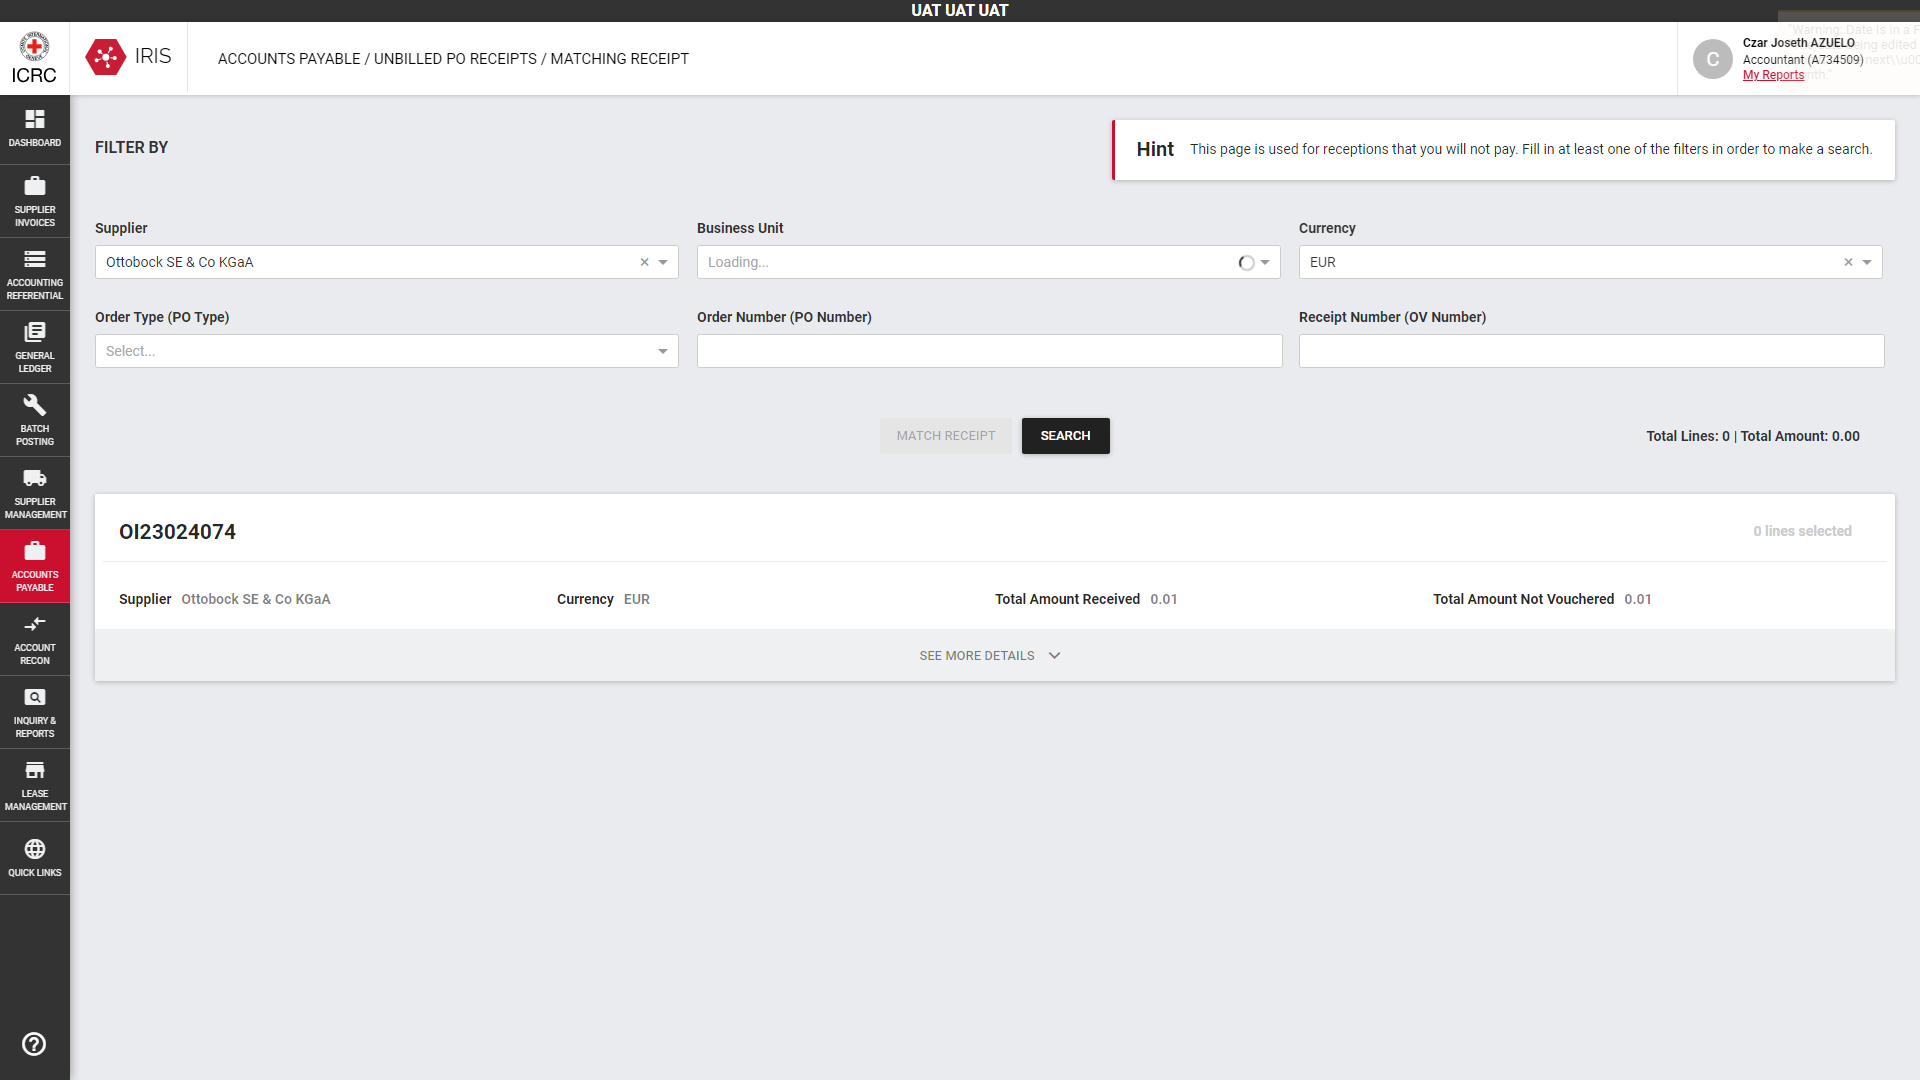 UAT UAT UAT
ICRC
IRIS
ACCOUNTS PAYABLE / UNBILLED PO RECEIPTS / MATCHING RECEIPT
C
Czar Joseth AZUELO
Accountant (A734509)
My Reports
"Warning: Date is in a
being edited
DASHBOARD
SUPPLIER
INVOICES
ACCOUNTING
REFERENTIAL
GENERAL
LEDGER
BATCH
POSTING
SUPPLIER
MANAGEMENT
ACCOUNTS
PAYABLE
ACCOUNT
RECON
INQUIRY &
REPORTS
LEASE
MANAGEMENT
QUICK LINKS
FILTER BY
Hint This page is used for receptions that you will not pay. Fill in at least one of the filters in order to make a search.
Supplier
Business Unit
Currency
Ottobock SE & Co KGaA
Loading...
EUR
Order Type (PO Type)
Order Number (PO Number)
Receipt Number (OV Number)
Select...
MATCH RECEIPT
SEARCH
Total Lines: 0 | Total Amount: 0.00
OI23024074
0 lines selected
Supplier Ottobock SE & Co KGaA
Currency EUR
Total Amount Received 0.01
Total Amount Not Vouchered 0.01
SEE MORE DETAILS